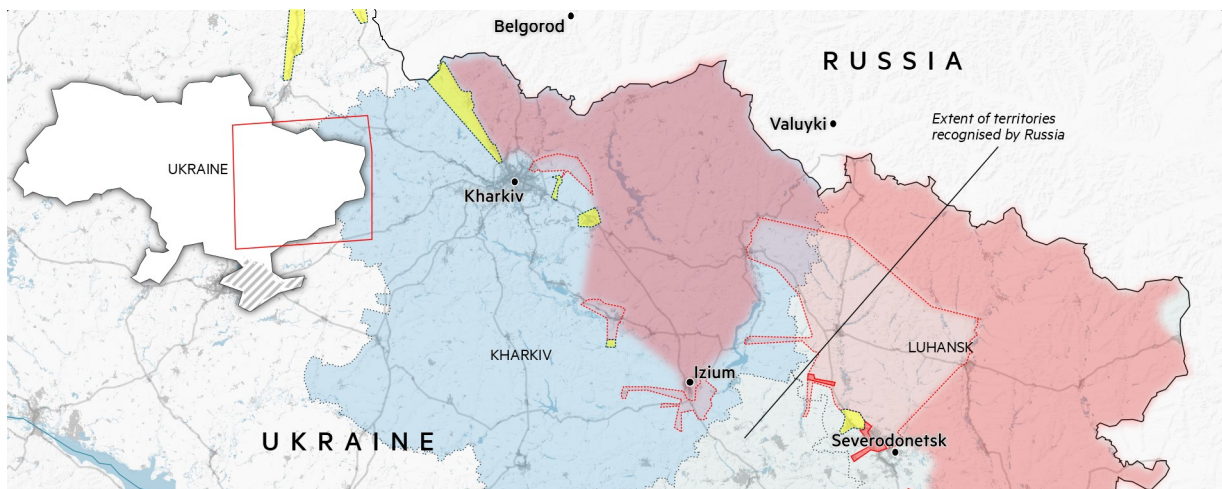 Belgorod
RUSSIA
Valuyki
Extent of territories
recognised by Russia
UKRAINE
Kharkiv
KHARKIV
LUHANSK
Izium
UKRAINE
Severodonetsk